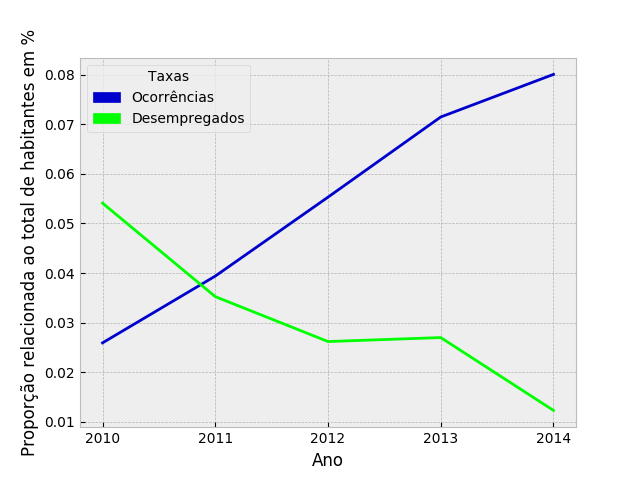 Proporção relacionada ao total de habitantes em %
0.08
0.07
0.06
0.05
0.04
0.03
0.02
0.01
Taxas
Ocorrências
Desempregados
2010 2011 2012 2013 2014
Ano